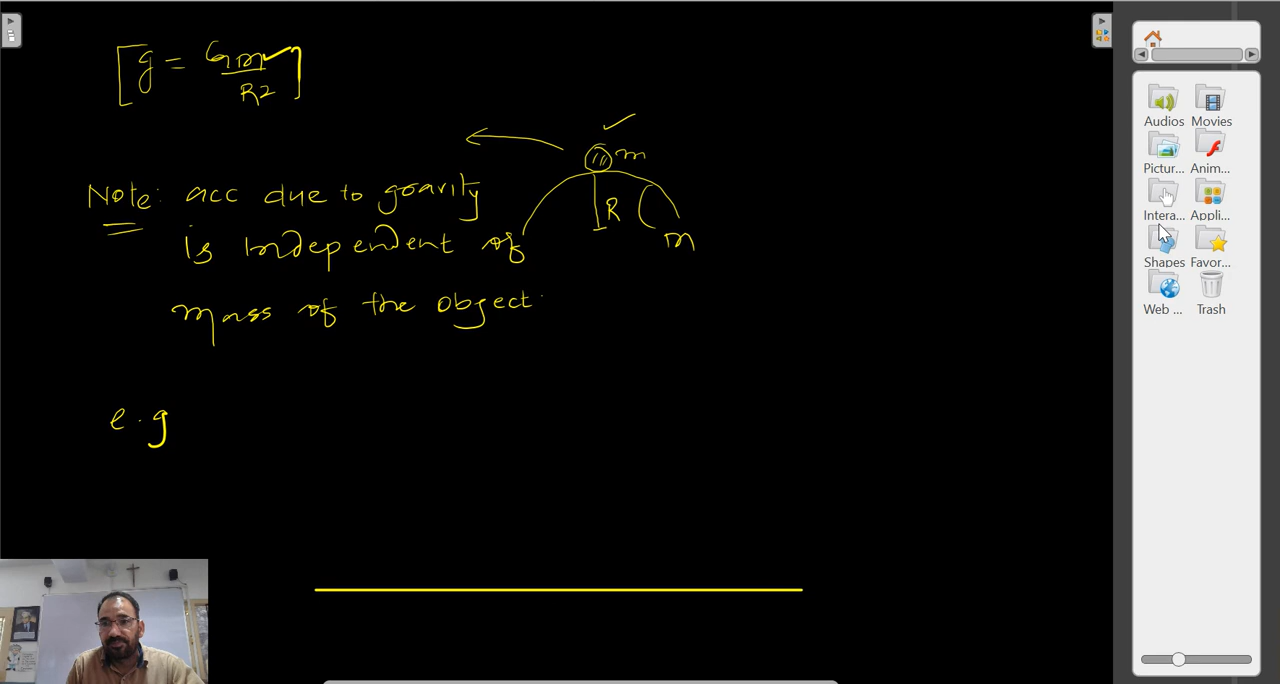 [g = Gm/R2]
m
R
m
Note: acc due to gravity
is independent of
mass of the object
e.g
Audios Movies
Pictur... Anim...
Intera... Appli...
Shapes Favor...
Web ... Trash